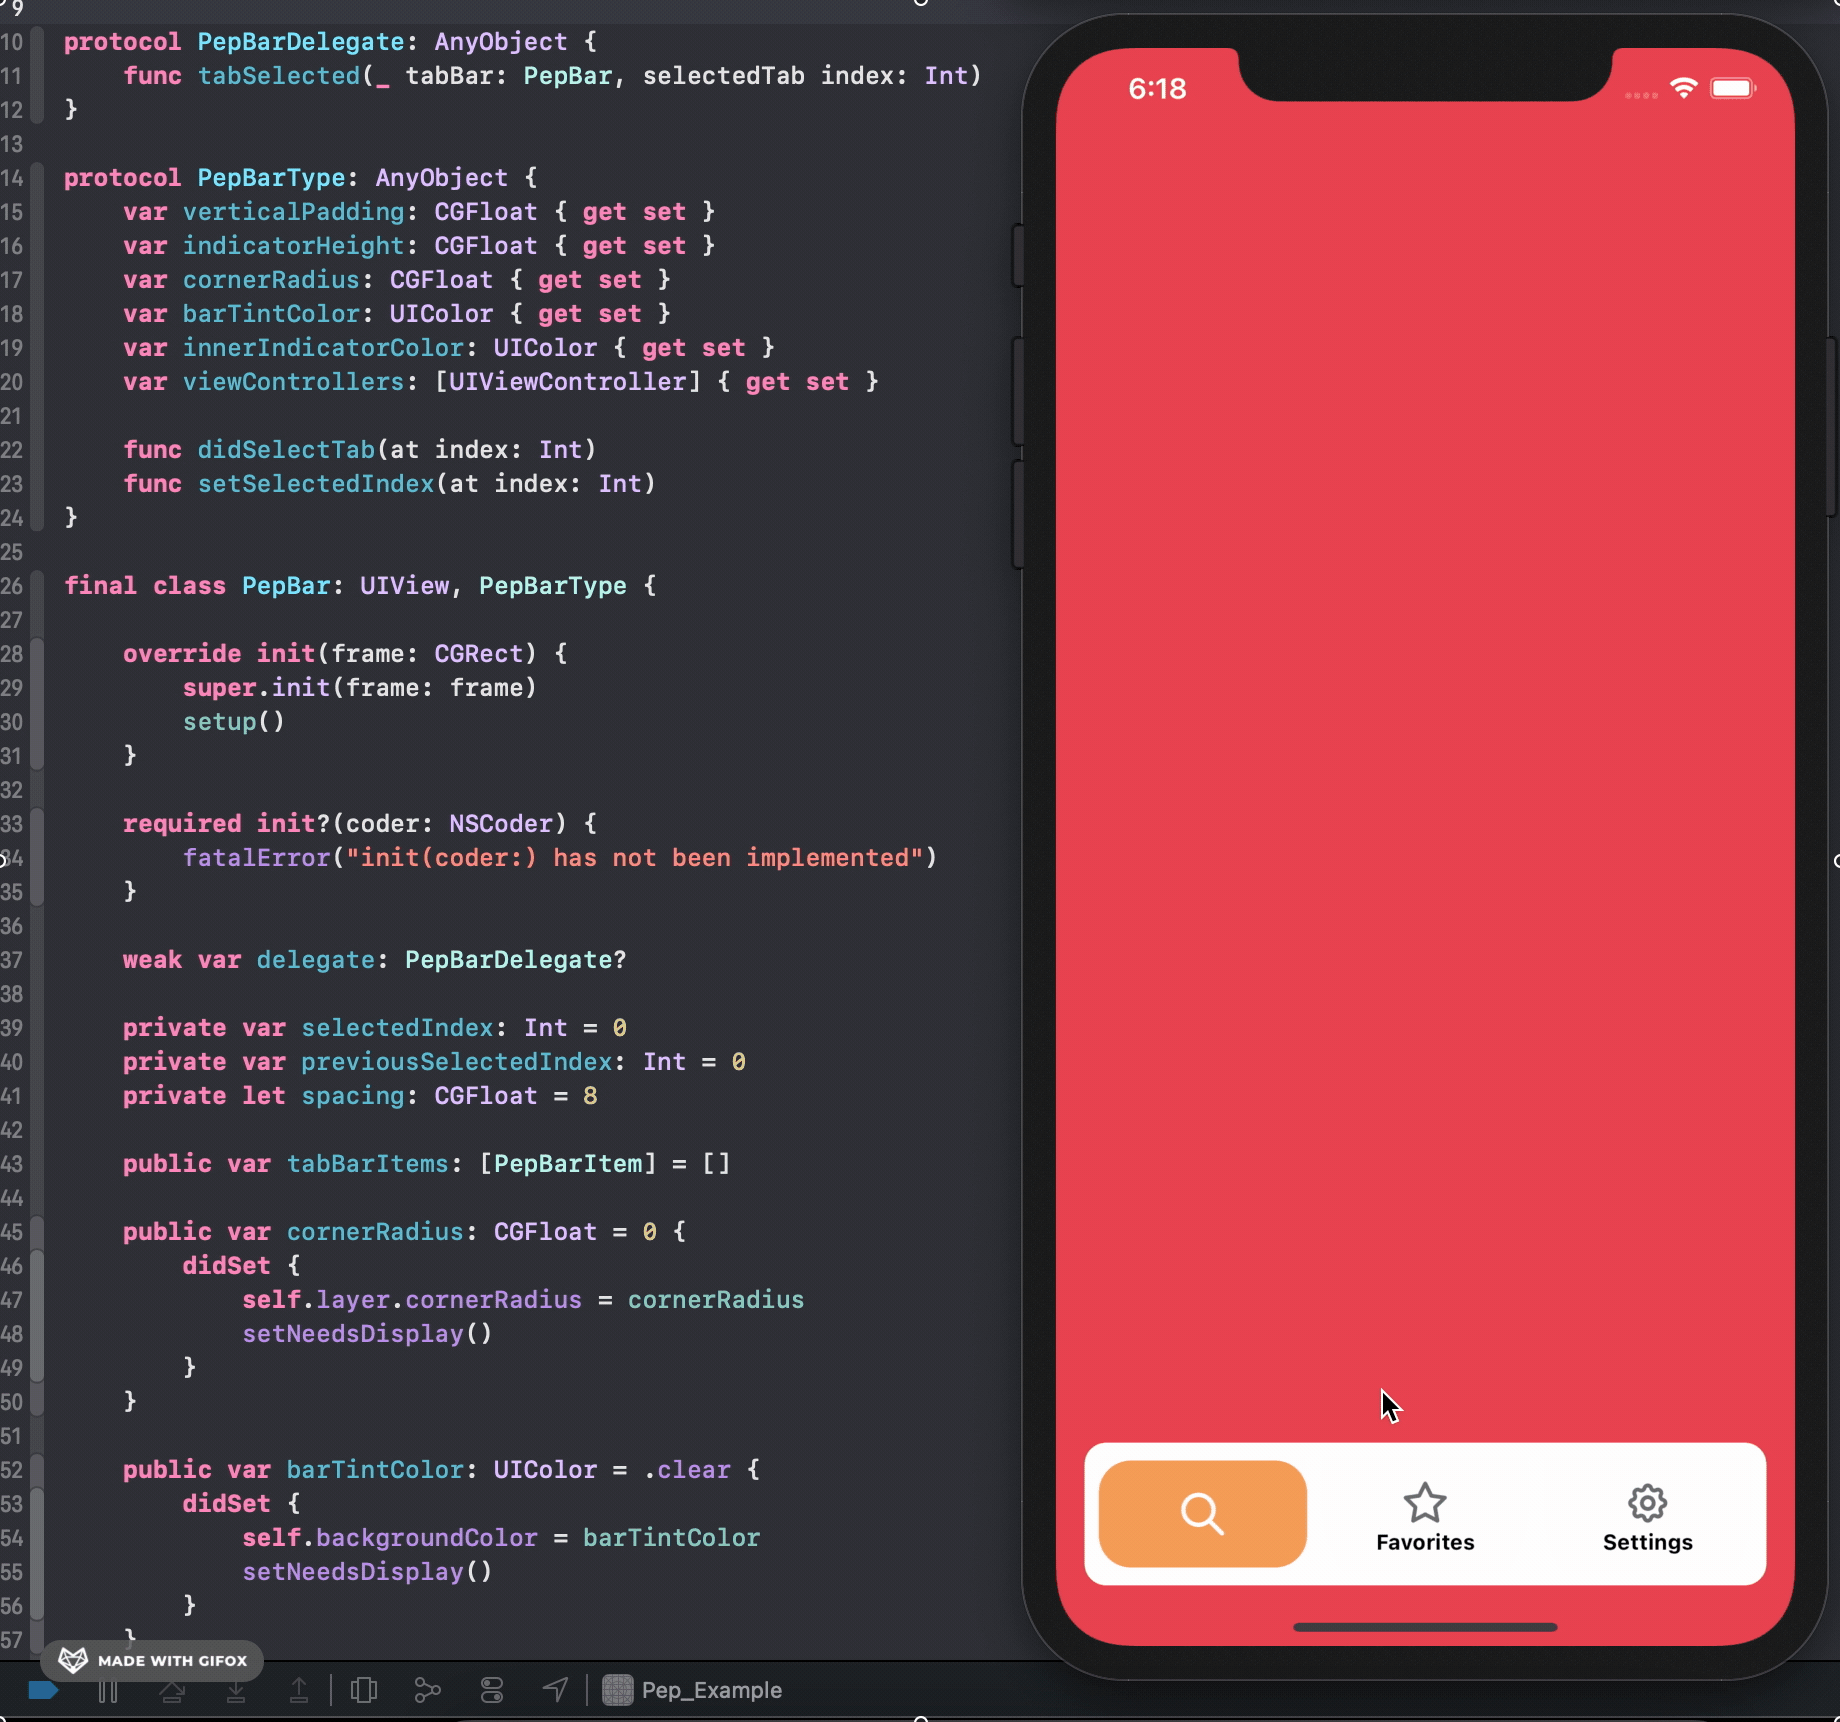 9
10 protocol PepBarDelegate: AnyObject {
11 func tabSelected(_ tabBar: PepBar, selectedTab index: Int)
12 }
13
14 protocol PepBarType: AnyObject {
15 var verticalPadding: CGFloat { get set }
16 var indicatorHeight: CGFloat { get set }
17 var cornerRadius: CGFloat { get set }
18 var barTintColor: UIColor { get set }
19 var innerIndicatorColor: UIColor { get set }
20 var viewControllers: [UIViewController] { get set }
21
22 func didSelectTab(at index: Int)
23 func setSelectedIndex(at index: Int)
24 }
25
26 final class PepBar: UIView, PepBarType {
27
28 override init(frame: CGRect) {
29 super.init(frame: frame)
30 setup()
31 }
32
33 required init?(coder: NSCoder) {
34 fatalError("init(coder:) has not been implemented")
35 }
36
37 weak var delegate: PepBarDelegate?
38
39 private var selectedIndex: Int = 0
40 private var previousSelectedIndex: Int = 0
41 private let spacing: CGFloat = 8
42
43 public var tabBarItems: [PepBarItem] = []
44
45 public var cornerRadius: CGFloat = 0 {
46 didSet {
47 self.layer.cornerRadius = cornerRadius
48 setNeedsDisplay()
49 }
50 }
51
52 public var barTintColor: UIColor = .clear {
53 didSet {
54 self.backgroundColor = barTintColor
55 setNeedsDisplay()
56 }
57 }
MADE WITH GIFOX
Pep_Example
6:18
Favorites
Settings